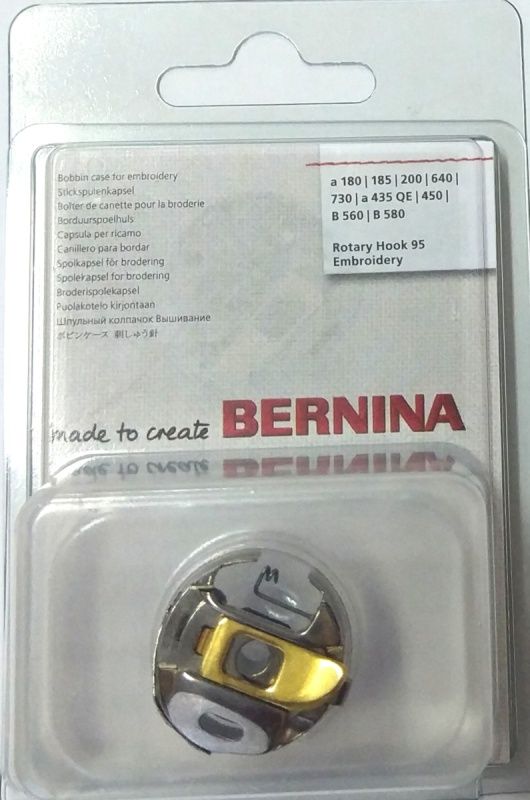 Bobbin case for embroidery
Stickspulenkapsel
Boîter de canette pour la broderie
Borduurspoelhuls
Capsula per ricamo
Canillero para bordar
Spolkapsel för brodering
Spolekapsel for brodering
Broderispolekapsel
Puolakotelo kirjontaan
Шпульный колпачок Вышивание
ボビンケース 刺しゅう針
a 180 | 185 | 200 | 640 |
730 | a 435 QE | 450 |
B 560 | B 580
Rotary Hook 95
Embroidery
made to create BERNINA